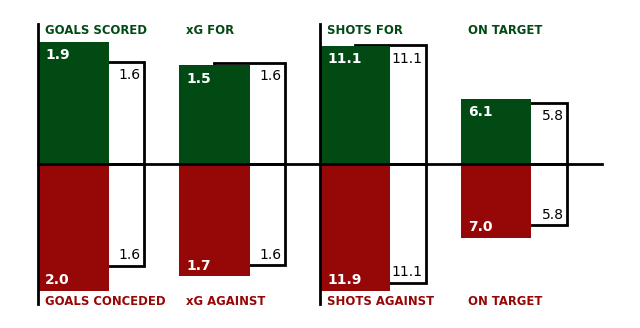 GOALS SCORED xG FOR SHOTS FOR ON TARGET
1.9 1.6 1.5 1.6 11.1 11.1 6.1 5.8
2.0 1.6 1.7 1.6 11.9 11.1 7.0 5.8
GOALS CONCEDED xG AGAINST SHOTS AGAINST ON TARGET